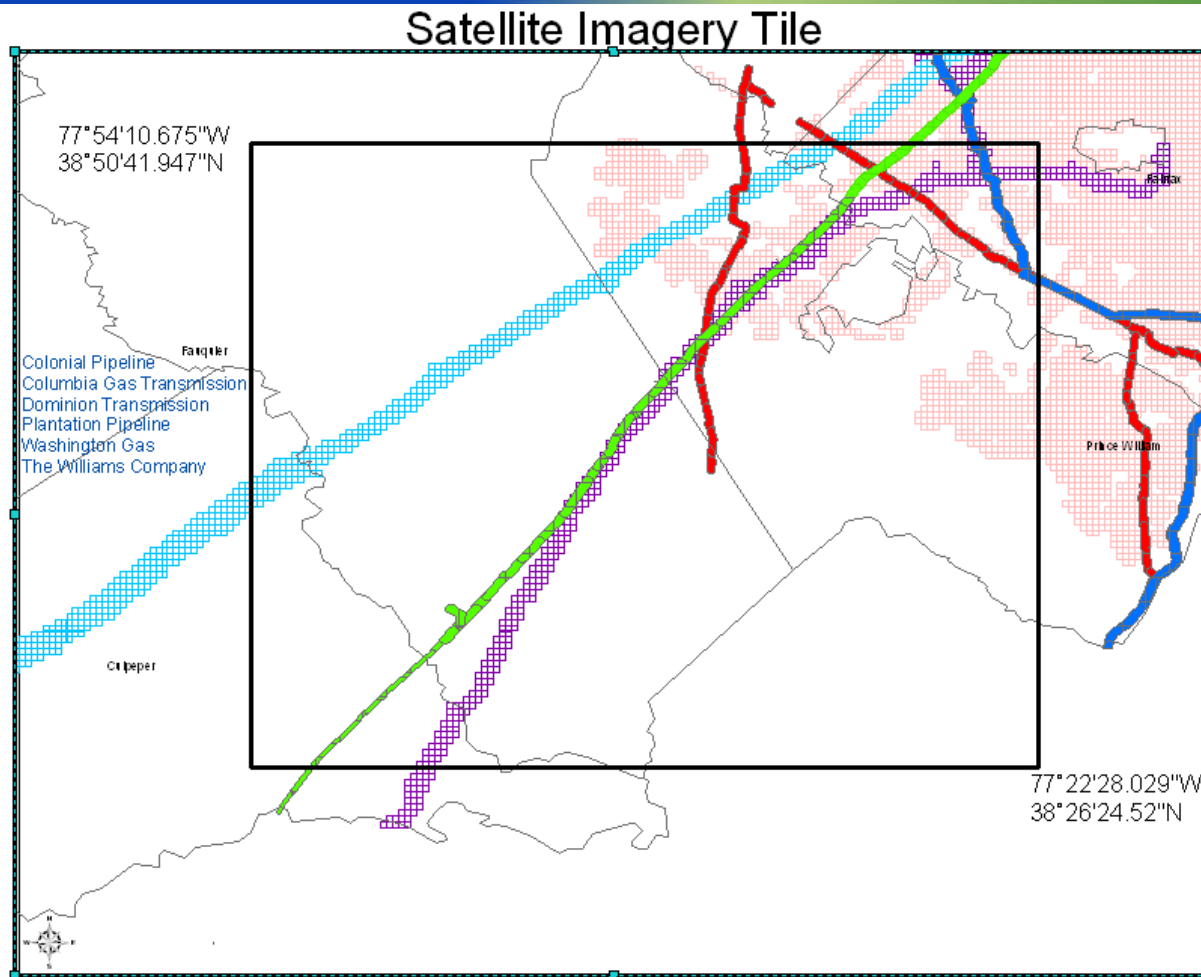 Satellite Imagery Tile
77°54'10.675"W
38°50'41.947"N
Fairfax
Fauquier
Colonial Pipeline
Columbia Gas Transmission
Dominion Transmission
Plantation Pipeline
Washington Gas
The Williams Company
Prince William
Culpeper
77°22'28.029"W
38°26'24.52"N
N
W E
S